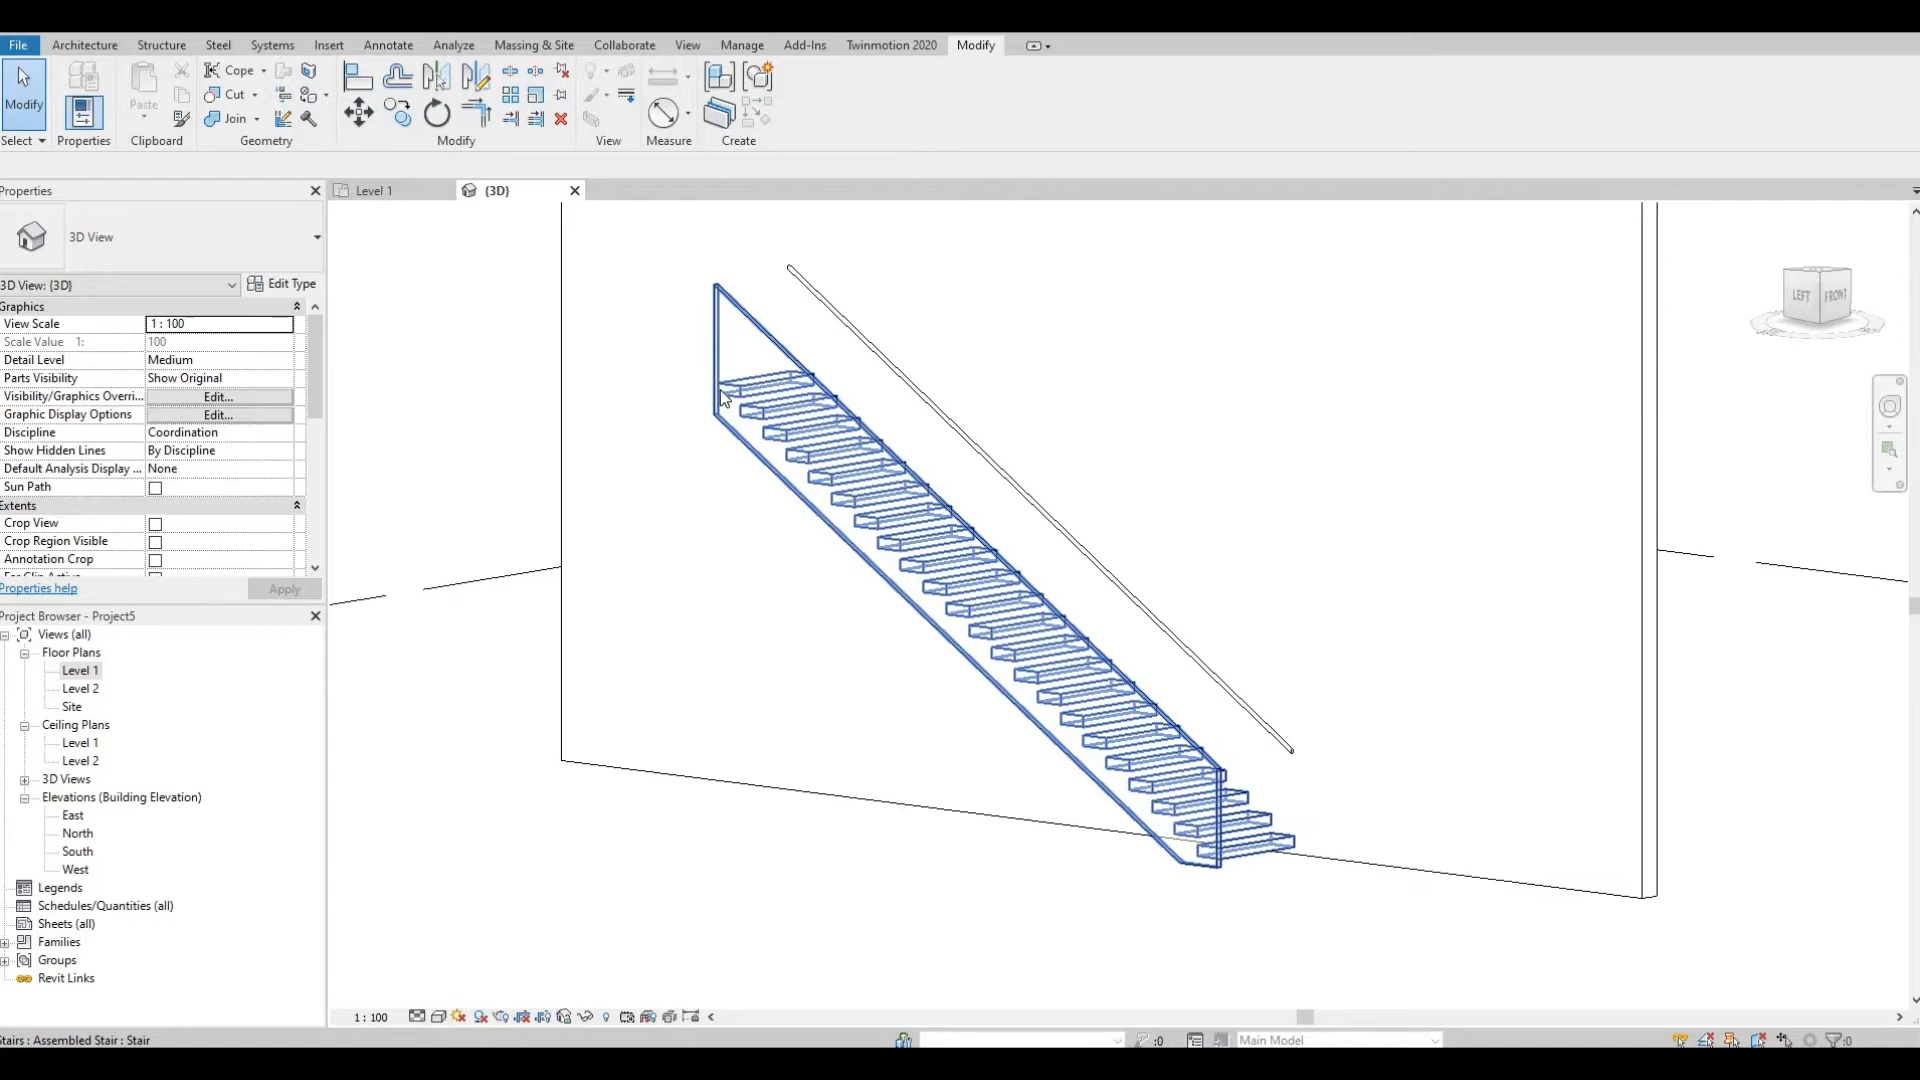 File Architecture Structure Steel Systems Insert Annotate Analyze Massing & Site Collaborate View Manage Add-Ins Twinmotion 2020 Modify
Cope
Modify Paste Cut
Join
Select Properties Clipboard Geometry Modify View Measure Create
Properties Level 1 {3D}
3D View
3D View: {3D} Edit Type
Graphics
View Scale 1 : 100
Scale Value 1: 100
Detail Level Medium
Parts Visibility Show Original
Visibility/Graphics Overri... Edit...
Graphic Display Options Edit...
Discipline Coordination
Show Hidden Lines By Discipline
Default Analysis Display ... None
Sun Path
Extents
Crop View
Crop Region Visible
Annotation Crop
Properties help Apply
LEFT FRONT
Project Browser - Project5
Views (all)
Floor Plans
Level 1
Level 2
Site
Ceiling Plans
Level 1
Level 2
3D Views
Elevations (Building Elevation)
East
North
South
West
Legends
Schedules/Quantities (all)
Sheets (all)
Families
Groups
Revit Links
1 : 100
Stairs : Assembled Stair : Stair :0 Main Model :0